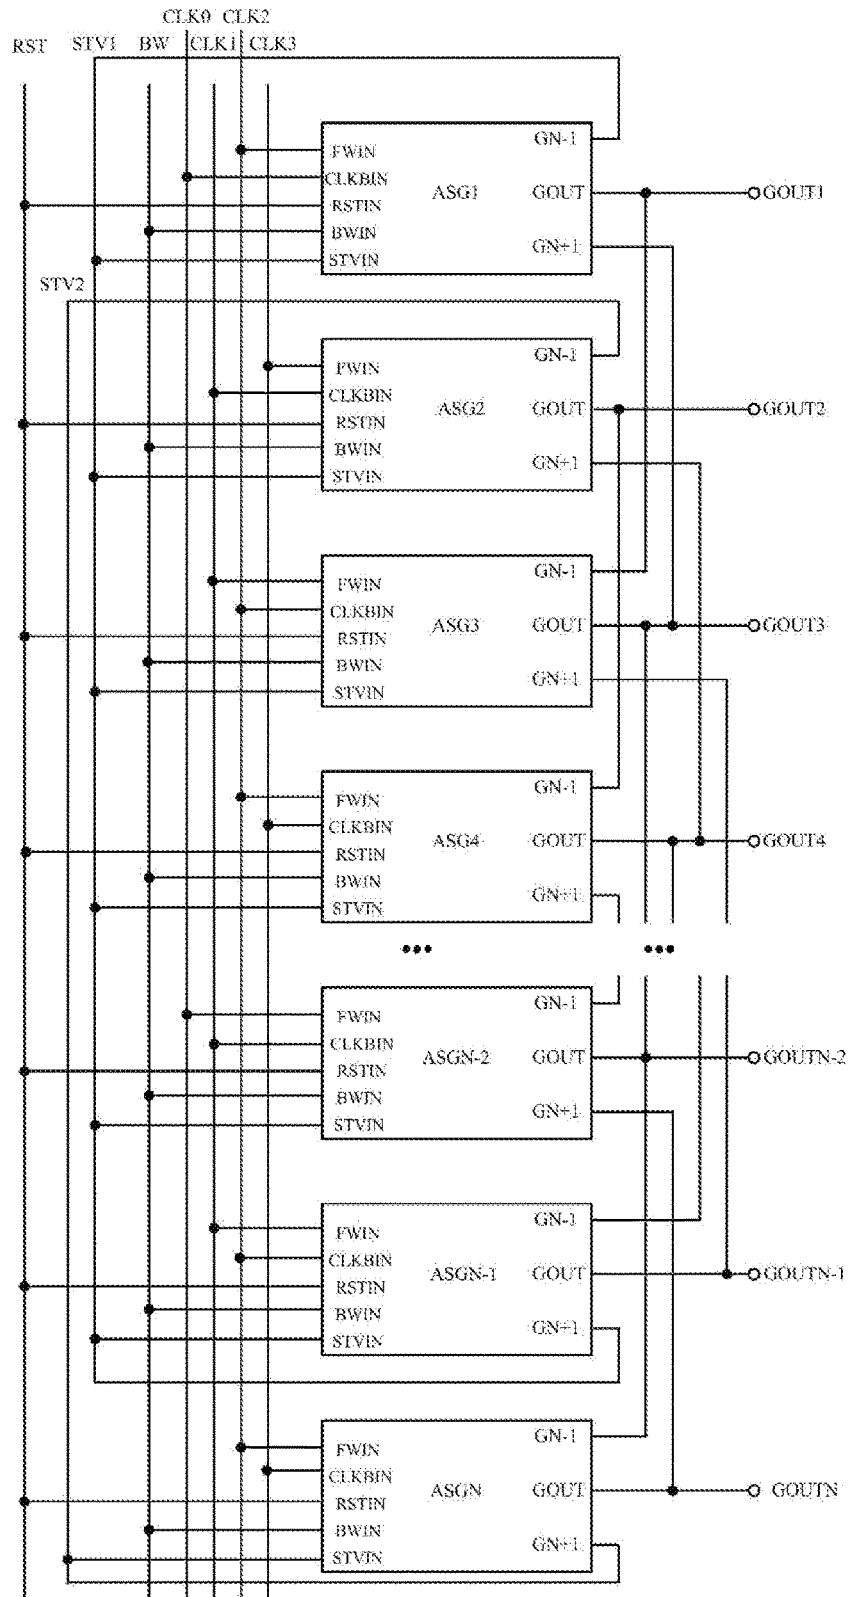 CLK0 CLK2
RST STV1 BW CLK1 CLK3
GN-1
FWIN
CLKBIN
ASG1
GOUT
GOUT1
RSTIN
BWIN
GN+1
STVIN
STV2
GN-1
FWIN
CLKBIN
ASG2
GOUT
GOUT2
RSTIN
BWIN
GN+1
STVIN
GN-1
FWIN
CLKBIN
ASG3
GOUT
GOUT3
RSTIN
BWIN
GN+1
STVIN
GN-1
FWIN
CLKBIN
ASG4
GOUT
GOUT4
RSTIN
BWIN
GN+1
STVIN
••• •••
GN-1
FWIN
CLKBIN
ASGN-2
GOUT
GOUTN-2
RSTIN
BWIN
GN+1
STVIN
GN-1
FWIN
CLKBIN
ASGN-1
GOUT
GOUTN-1
RSTIN
BWIN
GN+1
STVIN
GN-1
FWIN
CLKBIN
ASGN
GOUT
GOUTN
RSTIN
BWIN
GN+1
STVIN